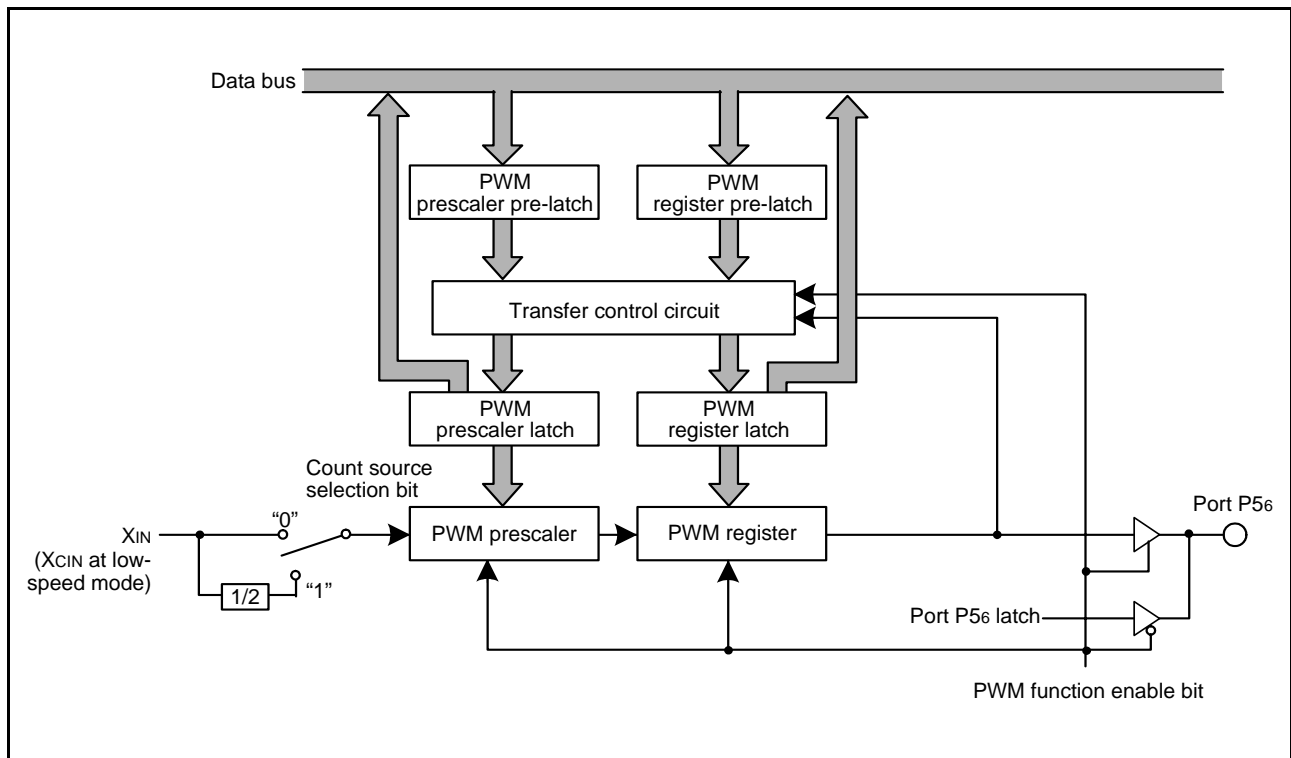 Data bus
PWM
prescaler pre-latch
PWM
register pre-latch
Transfer control circuit
PWM
prescaler latch
PWM
register latch
Count source
selection bit
XIN
(XCIN at low-
speed mode)
“0”
“1”
1/2
PWM prescaler
PWM register
Port P56
Port P56 latch
PWM function enable bit